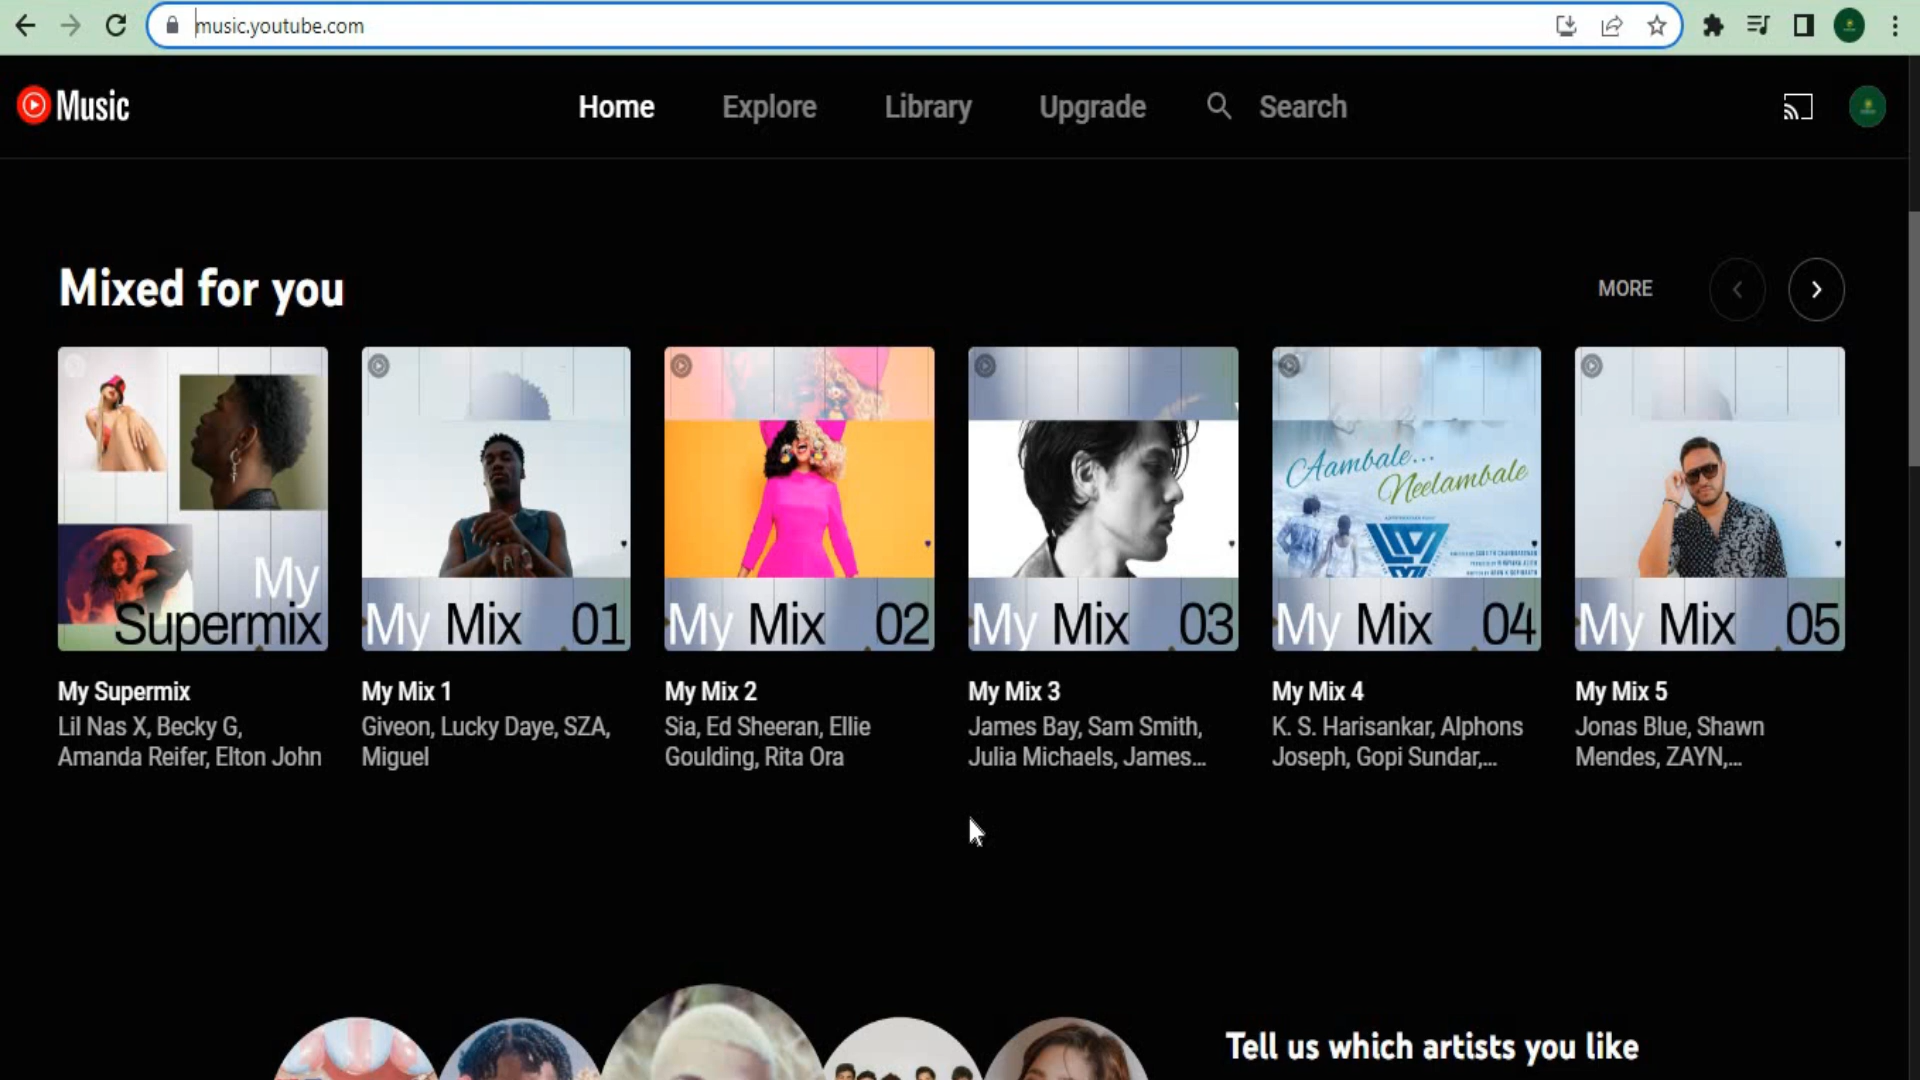 music.youtube.com
Music
Home
Explore
Library
Upgrade
Search
Mixed for you
MORE
My
Supermix
My Mix 01
My Mix 02
My Mix 03
Aambale...
Neelambale
My Mix 04
My Mix 05
My Supermix
Lil Nas X, Becky G,
Amanda Reifer, Elton John
My Mix 1
Giveon, Lucky Daye, SZA,
Miguel
My Mix 2
Sia, Ed Sheeran, Ellie
Goulding, Rita Ora
My Mix 3
James Bay, Sam Smith,
Julia Michaels, James...
My Mix 4
K. S. Harisankar, Alphons
Joseph, Gopi Sundar,...
My Mix 5
Jonas Blue, Shawn
Mendes, ZAYN,...
Tell us which artists you like